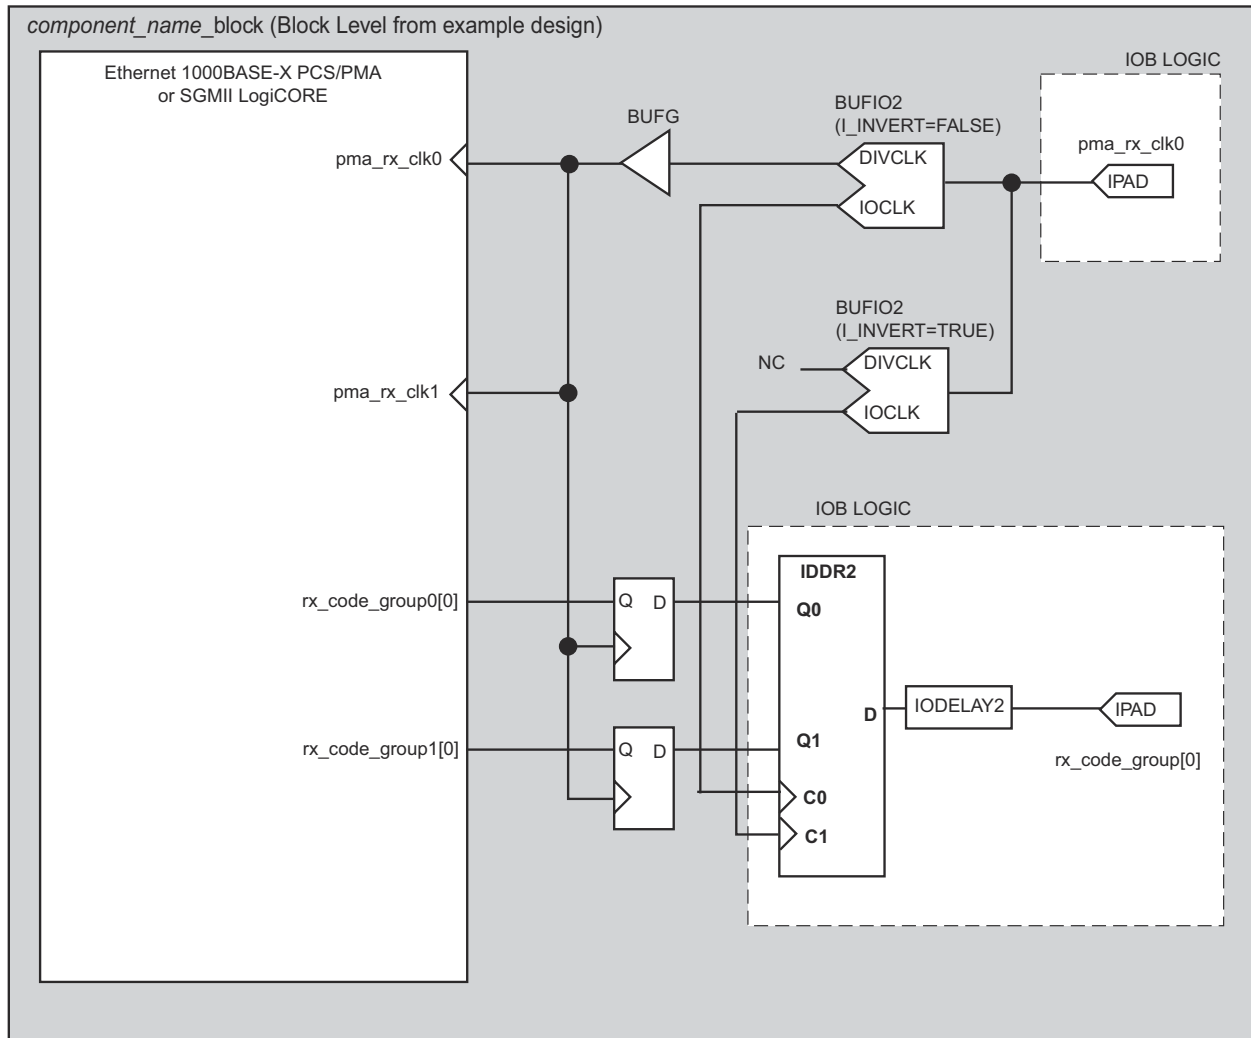 component_name_block (Block Level from example design)
Ethernet 1000BASE-X PCS/PMA
or SGMII LogiCORE
IOB LOGIC
BUFIO2
(I_INVERT=FALSE)
BUFG
pma_rx_clk0
pma_rx_clk0
DIVCLK
IPAD
IOCLK
BUFIO2
(I_INVERT=TRUE)
NC
DIVCLK
pma_rx_clk1
IOCLK
IOB LOGIC
IDDR2
rx_code_group0[0]
Q D
Q0
IODELAY2
IPAD
D
rx_code_group1[0]
Q D
Q1
rx_code_group[0]
C0
C1